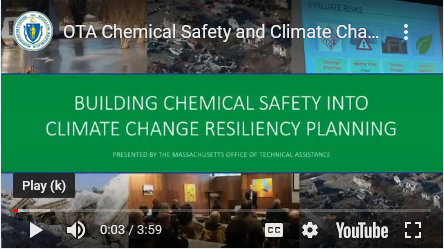 OTA Chemical Safety and Climate Cha...
EVALUATE RISKS
BUILDING CHEMICAL SAFETY INTO
CLIMATE CHANGE RESILIENCY PLANNING
PRESENTED BY THE MASSACHUSETTS OFFICE OF TECHNICAL ASSISTANCE
Play (k)
0:03 / 3:59
CC
YouTube